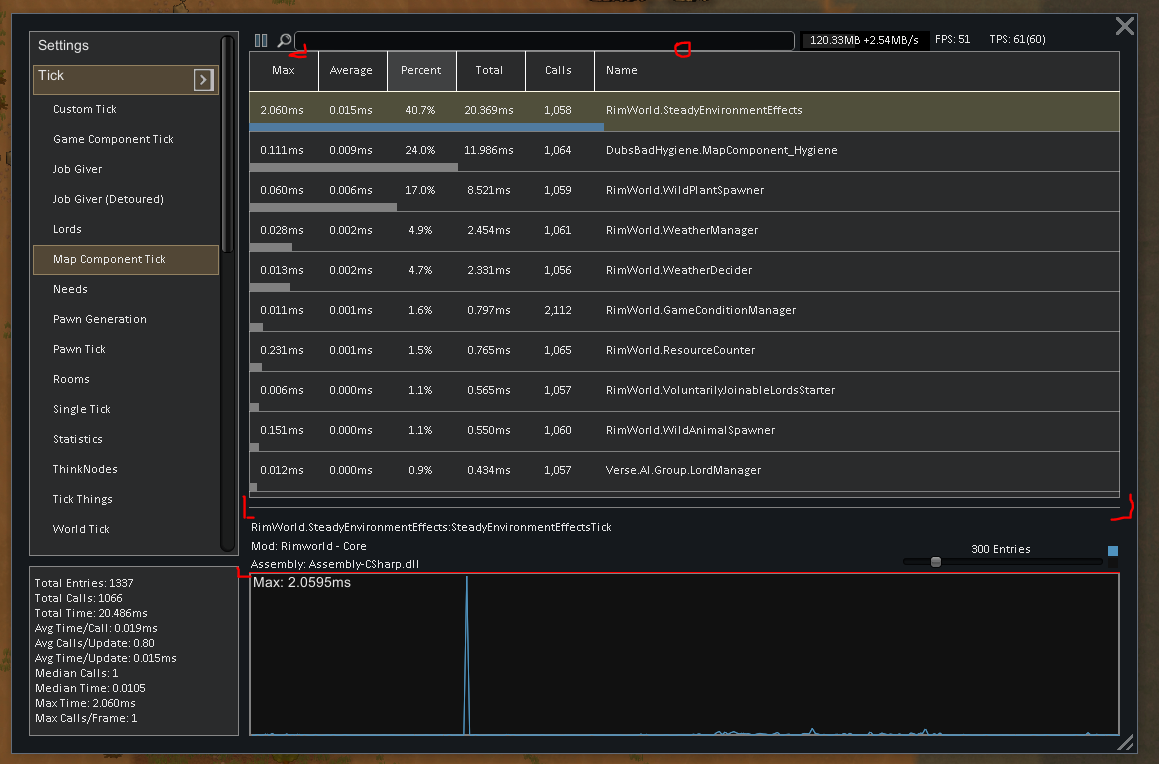 Settings
Tick
Custom Tick
Game Component Tick
Job Giver
Job Giver (Detoured)
Lords
Map Component Tick
Needs
Pawn Generation
Pawn Tick
Rooms
Single Tick
Statistics
ThinkNodes
Tick Things
World Tick
120.33MB +2.54MB/s FPS: 51 TPS: 61(60)
Max Average Percent Total Calls Name
2.060ms 0.015ms 40.7% 20.369ms 1,058 RimWorld.SteadyEnvironmentEffects
0.111ms 0.009ms 24.0% 11.986ms 1,064 DubsBadHygiene.MapComponent_Hygiene
0.060ms 0.006ms 17.0% 8.521ms 1,059 RimWorld.WildPlantSpawner
0.028ms 0.002ms 4.9% 2.454ms 1,061 RimWorld.WeatherManager
0.013ms 0.002ms 4.7% 2.331ms 1,056 RimWorld.WeatherDecider
0.011ms 0.001ms 1.6% 0.797ms 2,112 RimWorld.GameConditionManager
0.231ms 0.001ms 1.5% 0.765ms 1,065 RimWorld.ResourceCounter
0.006ms 0.000ms 1.1% 0.565ms 1,057 RimWorld.VoluntarilyJoinableLordsStarter
0.151ms 0.000ms 1.1% 0.550ms 1,060 RimWorld.WildAnimalSpawner
0.012ms 0.000ms 0.9% 0.434ms 1,057 Verse.AI.Group.LordManager
RimWorld.SteadyEnvironmentEffects:SteadyEnvironmentEffectsTick
Mod: Rimworld - Core
Assembly: Assembly-CSharp.dll
300 Entries
Max: 2.0595ms
Total Entries: 1337
Total Calls: 1066
Total Time: 20.486ms
Avg Time/Call: 0.019ms
Avg Calls/Update: 0.80
Avg Time/Update: 0.015ms
Median Calls: 1
Median Time: 0.0105
Max Time: 2.060ms
Max Calls/Frame: 1